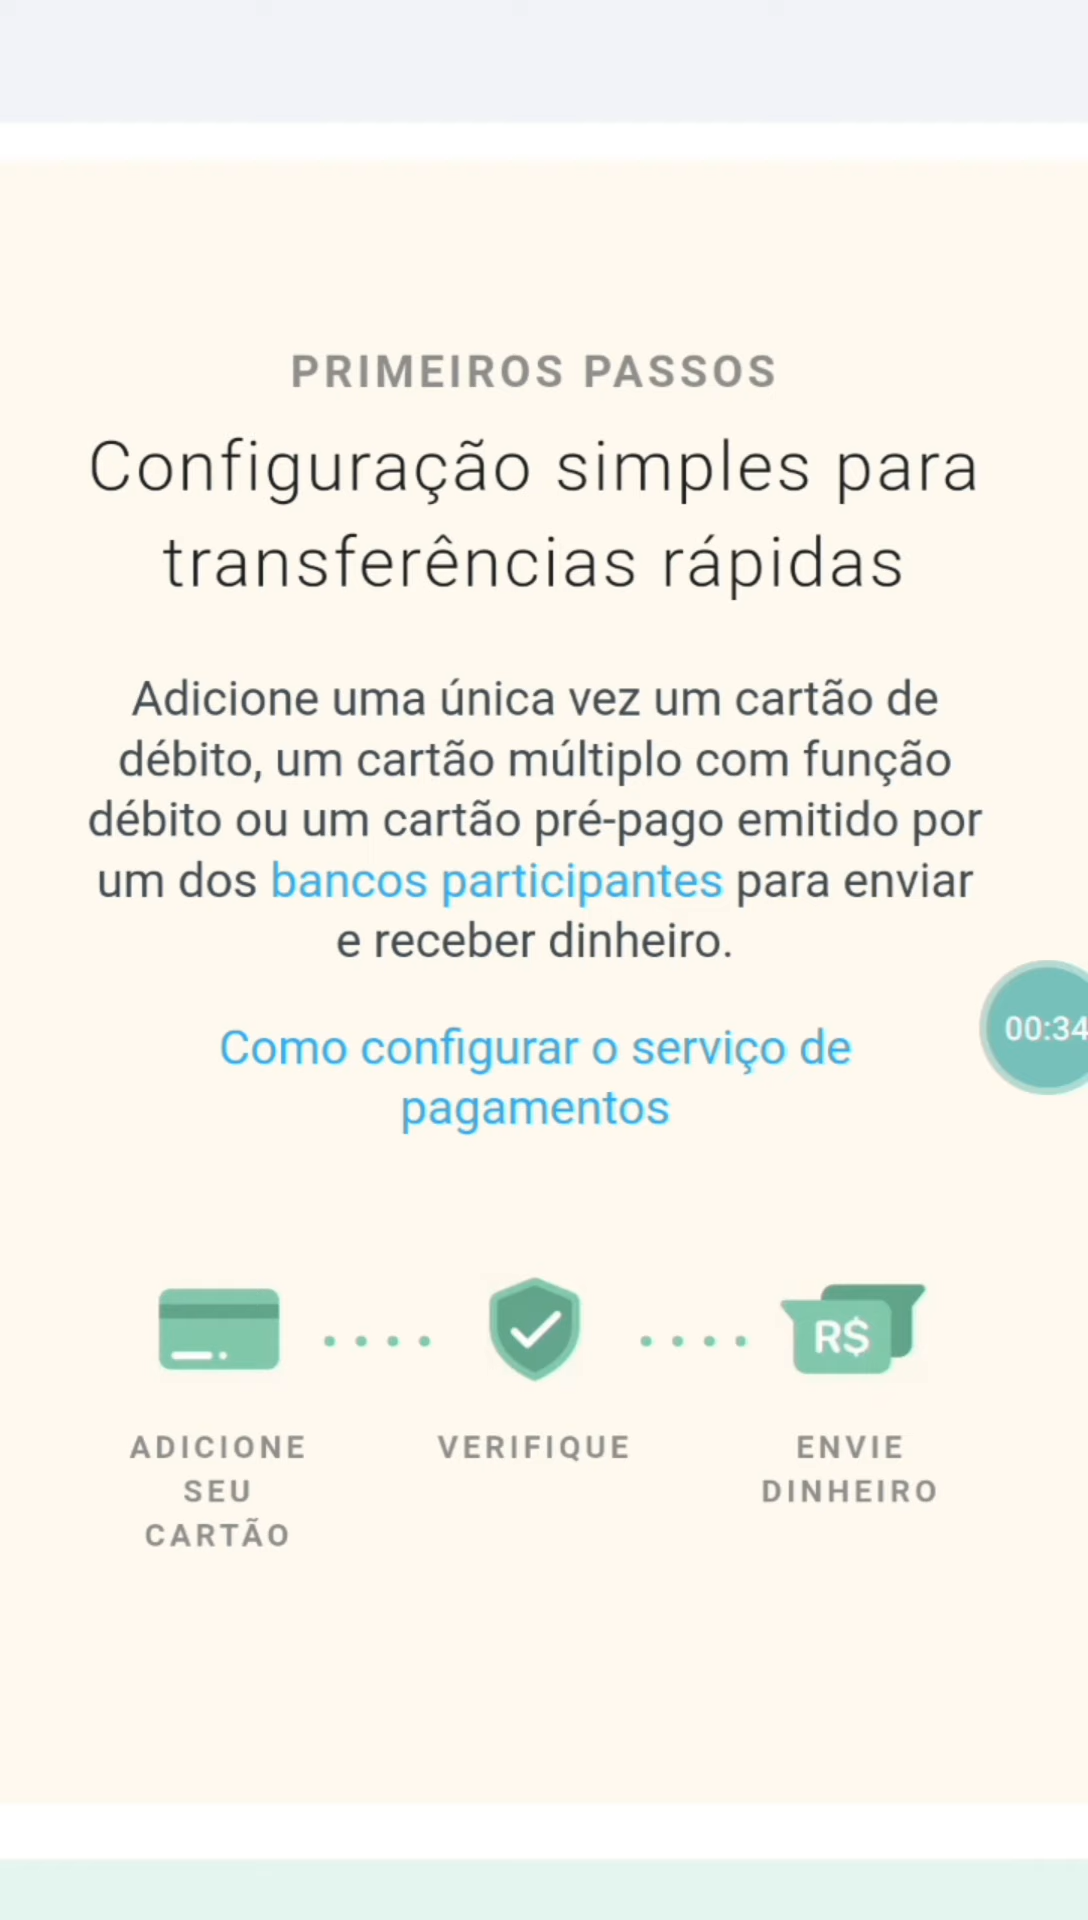 PRIMEIROS PASSOS
Configuração simples para
transferências rápidas
Adicione uma única vez um cartão de
débito, um cartão múltiplo com função
débito ou um cartão pré-pago emitido por
um dos bancos participantes para enviar
e receber dinheiro.
00:34
Como configurar o serviço de
pagamentos
R$
ADICIONE
SEU
CARTÃO
VERIFIQUE
ENVIE
DINHEIRO